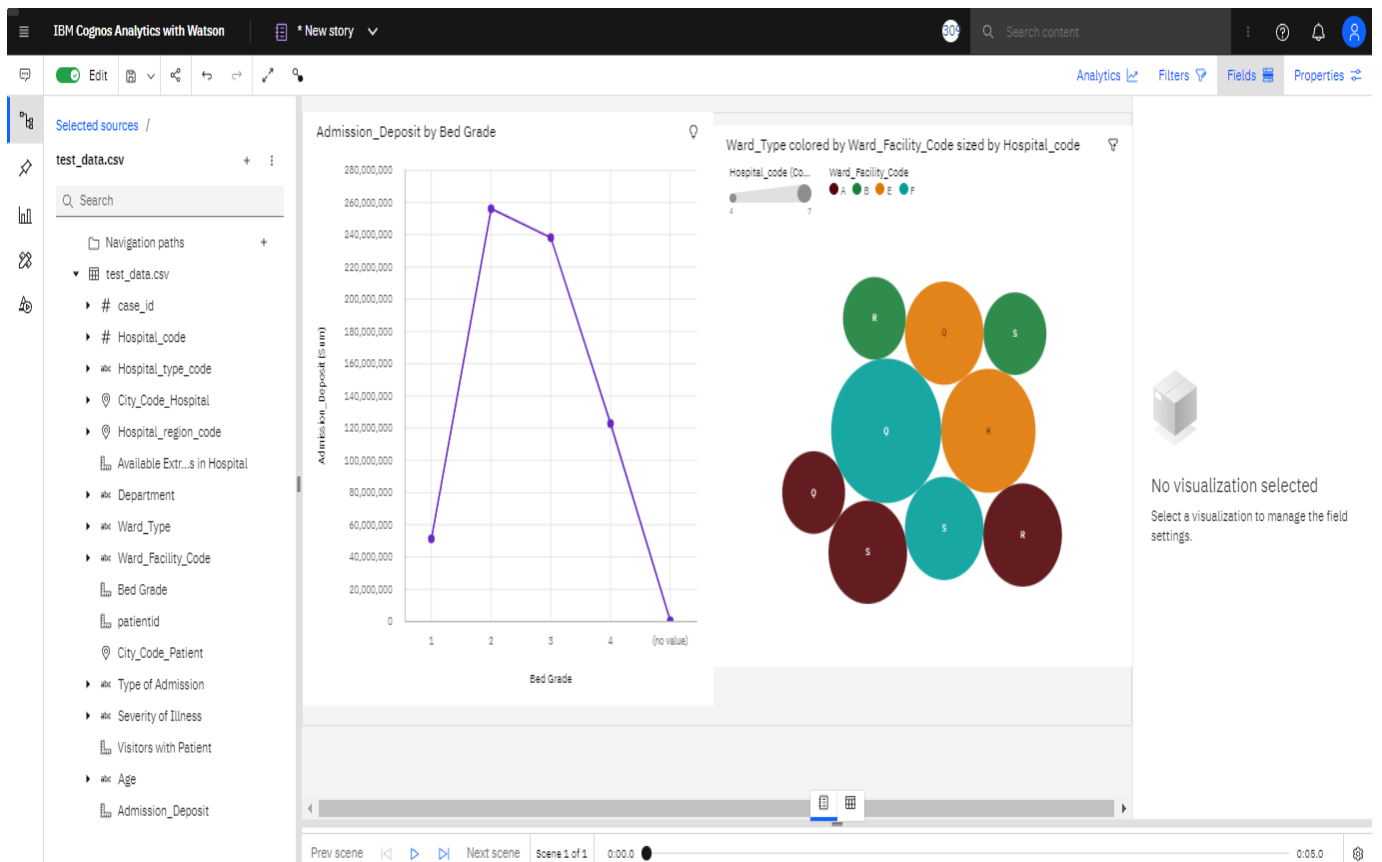 IBM Cognos Analytics with Watson
* New story
Search content
Edit
Analytics
Filters
Fields
Properties
Selected sources /
test_data.csv
Search
Navigation paths
test_data.csv
# case_id
# Hospital_code
abc Hospital_type_code
City_Code_Hospital
Hospital_region_code
Available Extr...s in Hospital
abc Department
abc Ward_Type
abc Ward_Facility_Code
Bed Grade
patientid
City_Code_Patient
abc Type of Admission
abc Severity of Illness
Visitors with Patient
abc Age
Admission_Deposit
Admission_Deposit by Bed Grade
280,000,000
260,000,000
240,000,000
220,000,000
200,000,000
180,000,000
160,000,000
140,000,000
120,000,000
100,000,000
80,000,000
60,000,000
40,000,000
20,000,000
0
Admission_Deposit (Sum)
1 2 3 4 (no value)
Bed Grade
Ward_Type colored by Ward_Facility_Code sized by Hospital_code
Hospital_code (Co... Ward_Facility_Code
A B E F
4 7
R
Q
S
Q
R
Q
S
S
R
No visualization selected
Select a visualization to manage the field
settings.
Prev scene
Next scene
Scene 1 of 1
0:00.0
0:05.0